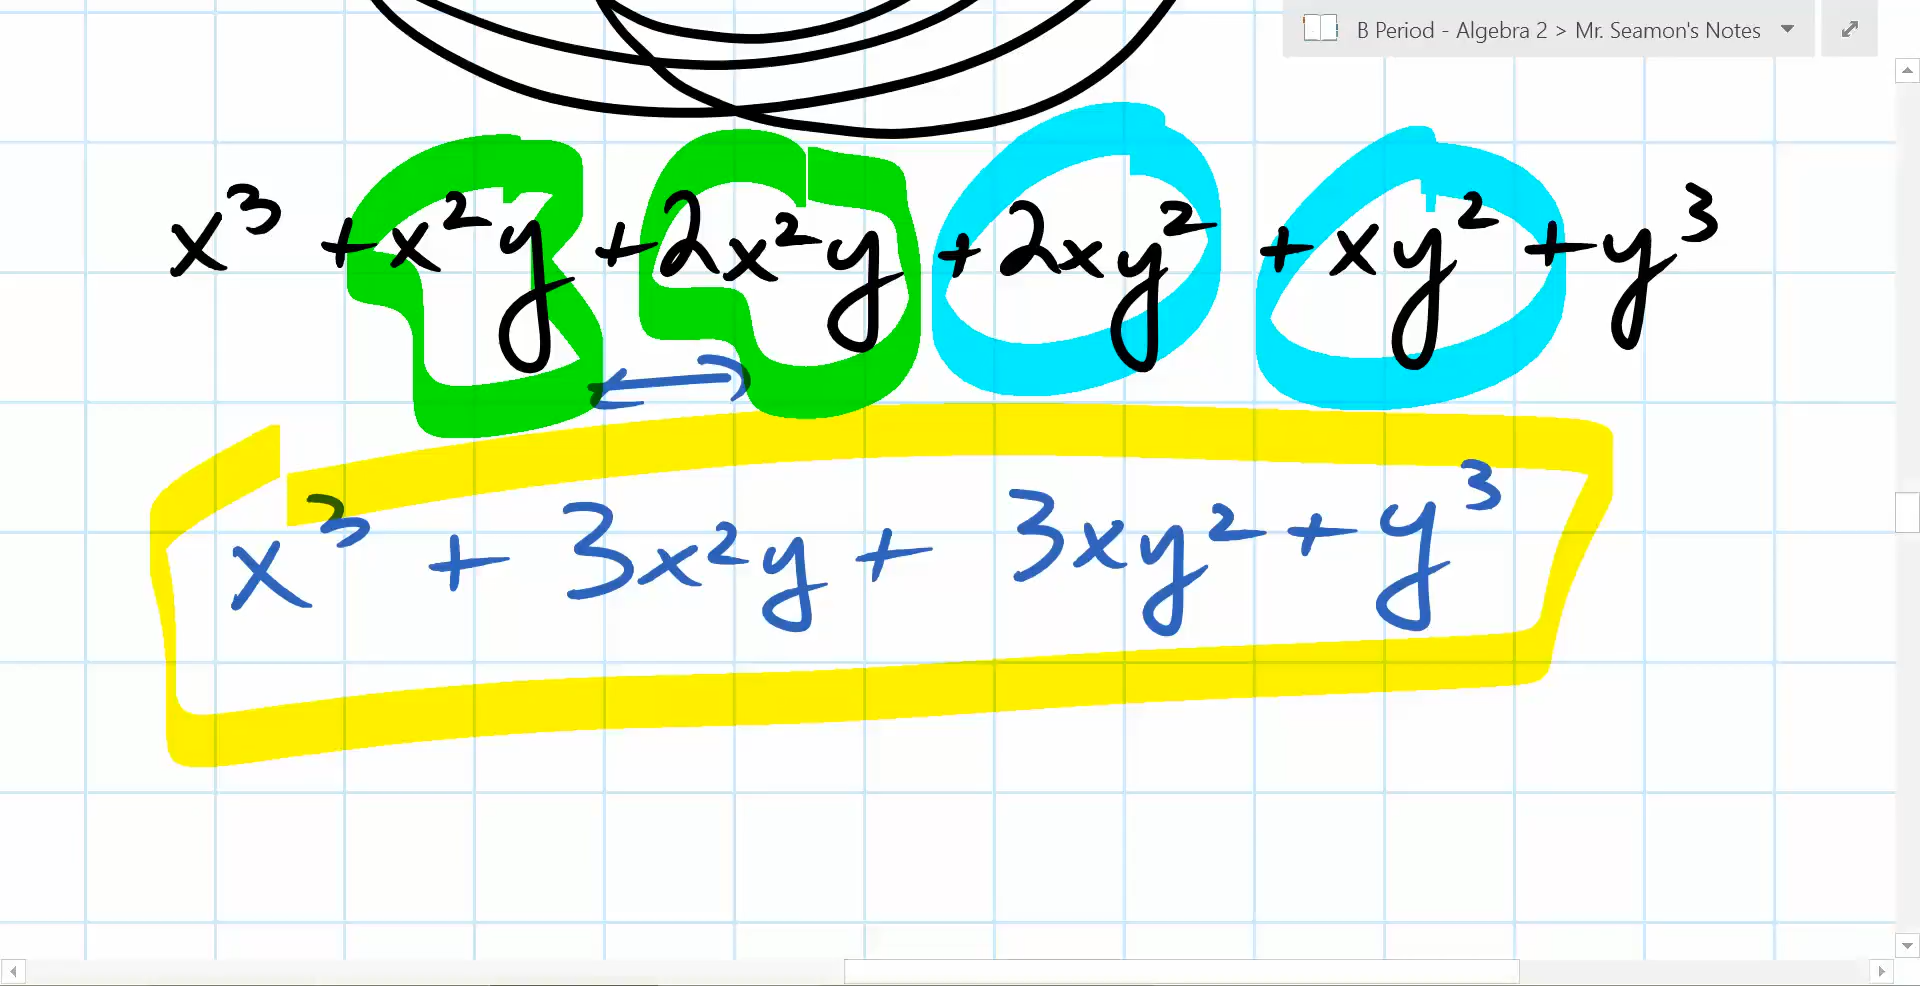 B Period - Algebra 2 > Mr. Seamon's Notes
x³ + x²y + 2x²y + 2xy² + xy² + y³
x³ + 3x²y + 3xy² + y³